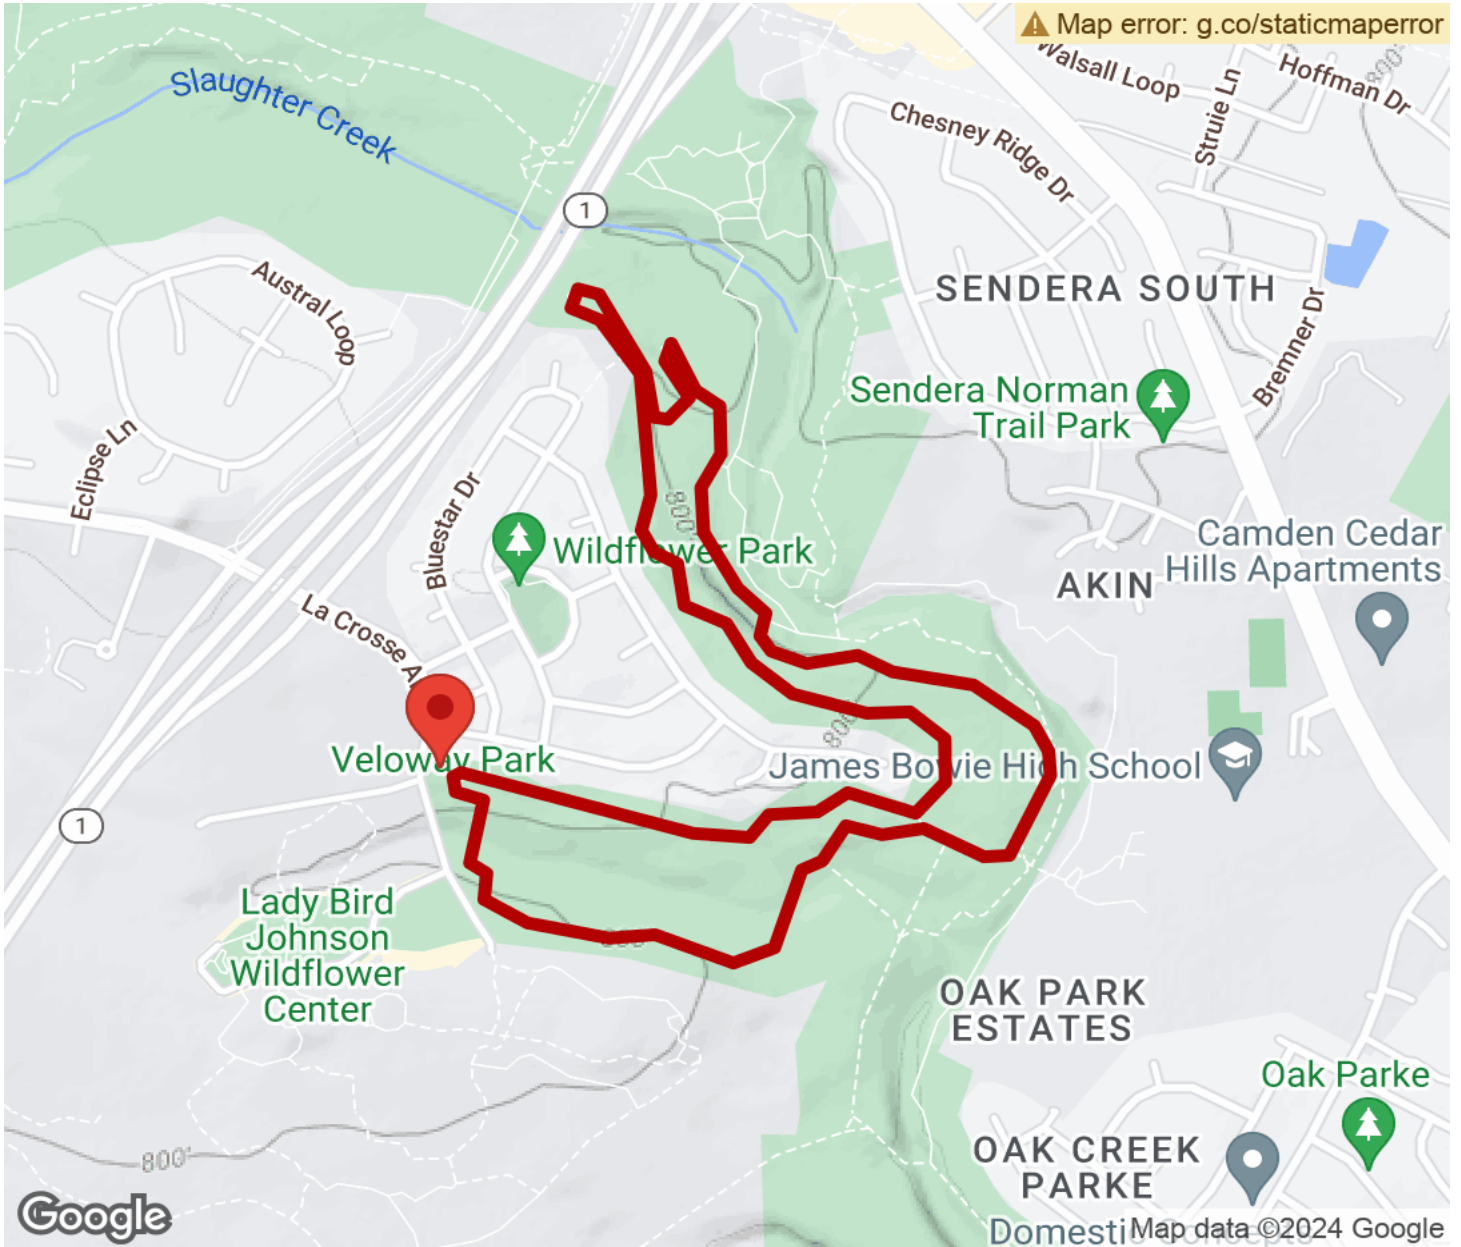 Map error: g.co/staticmaperror
Walsall Loop
Hoffman Dr
800'
Struie Ln
Slaughter Creek
Chesney Ridge Dr
1
Austral Loop
SENDERA SOUTH
Bremner Dr
Sendera Norman
Trail Park
Eclipse Ln
Bluestar Dr
800'
Wildflower Park
Camden Cedar
Hills Apartments
AKIN
La Crosse A
800'
Veloway Park
James Bowie High School
1
Lady Bird
Johnson
Wildflower
Center
OAK PARK
ESTATES
Oak Parke
800'
OAK CREEK
PARKE
Google
Map data ©2024 Google